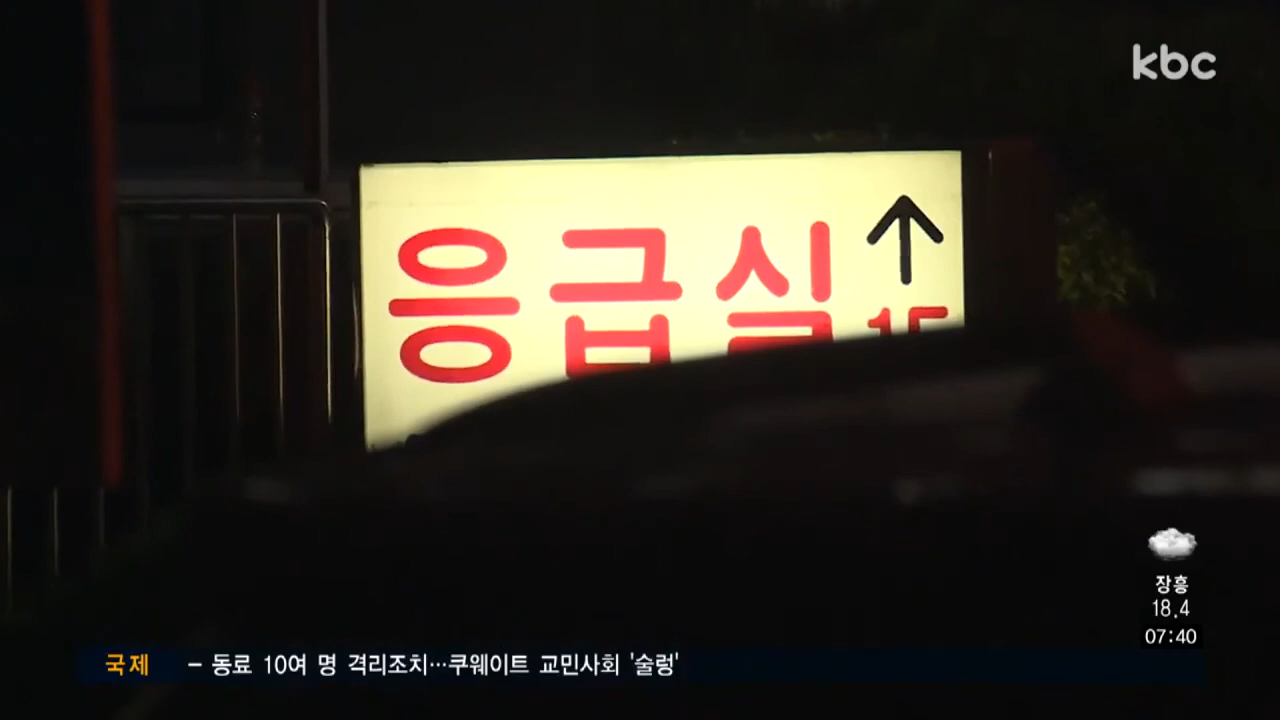 kbc
응급실 ↑
장흥
18.4
07:40
국제 - 동료 10여 명 격리조치…쿠웨이트 교민사회 '술렁'